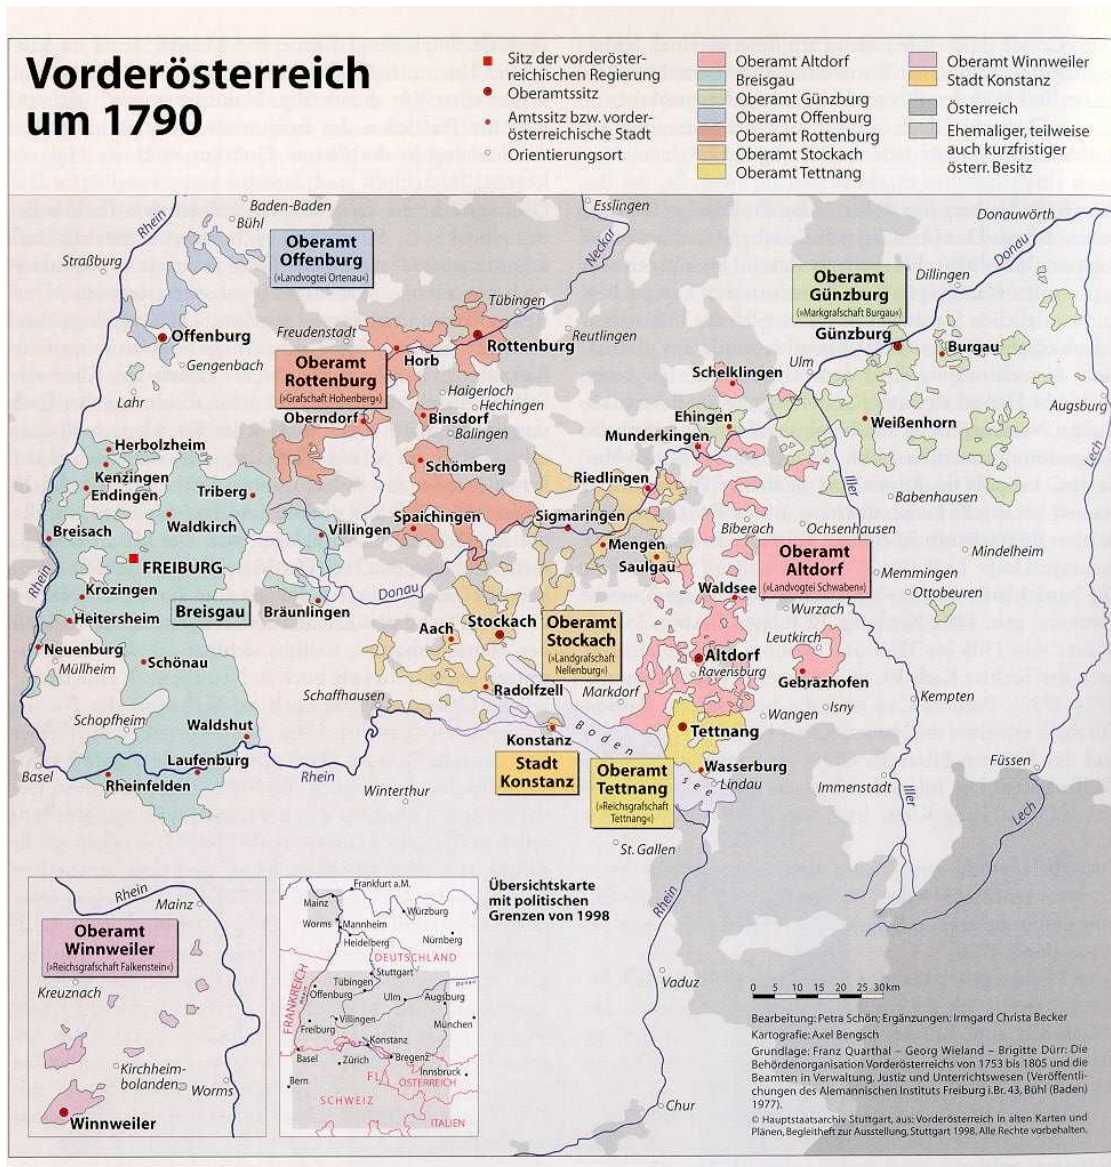 Vorderösterreich
um 1790
Sitz der vorderöster-
reichischen Regierung
Oberamtssitz
Amtssitz bzw. vorder-
österreichische Stadt
Orientierungsort
Oberamt Altdorf
Breisgau
Oberamt Günzburg
Oberamt Offenburg
Oberamt Rottenburg
Oberamt Stockach
Oberamt Tettnang
Oberamt Winnweiler
Stadt Konstanz
Österreich
Ehemaliger, teilweise
auch kurzfristiger
österr. Besitz
Rhein
Baden-Baden
Bühl
Straßburg
Oberamt
Offenburg
(»Landvogtei Ortenau«)
Offenburg
Gengenbach
Lahr
Esslingen
Neckar
Tübingen
Reutlingen
Freudenstadt
Rottenburg
Horb
Oberamt
Rottenburg
(»Grafschaft Hohenberg«)
Haigerloch
Hechingen
Oberndorf
Binsdorf
Balingen
Schömberg
Spaichingen
Donauwörth
Donau
Dillingen
Oberamt
Günzburg
(»Markgrafschaft Burgau«)
Günzburg
Burgau
Ulm
Schelklingen
Augsburg
Ehingen
Weißenhorn
Munderkingen
Lech
Iller
Babenhausen
Riedlingen
Sigmaringen
Biberach
Ochsenhausen
Mengen
Saulgau
Mindelheim
Oberamt
Altdorf
(»Landvogtei Schwaben«)
Memmingen
Ottobeuren
Waldsee
Wurzach
Leutkirch
Altdorf
Ravensburg
Gebrazhofen
Isny
Wangen
Kempten
Herbolzheim
Kenzingen
Endingen
Triberg
Waldkirch
Villingen
Breisach
FREIBURG
Rhein
Krozingen
Breisgau
Bräunlingen
Donau
Heitersheim
Neuenburg
Müllheim
Schönau
Schopfheim
Waldshut
Laufenburg
Basel
Rheinfelden
Rhein
Schaffhausen
Winterthur
Aach
Stockach
Oberamt
Stockach
(»Landgrafschaft
Nellenburg«)
Radolfzell
Markdorf
Konstanz
Stadt
Konstanz
Boden
see
Oberamt
Tettnang
(»Reichsgrafschaft
Tettnang«)
Tettnang
Wasserburg
Lindau
Immenstadt
Füssen
Iller
Lech
St. Gallen
Rhein
Vaduz
Chur
Rhein
Mainz
Oberamt
Winnweiler
(»Reichsgrafschaft Falkenstein«)
Kreuznach
Kirchheim-
bolanden
Worms
Winnweiler
Übersichtskarte
mit politischen
Grenzen von 1998
Frankfurt a.M.
Mainz
Würzburg
Worms
Mannheim
Heidelberg
Nürnberg
DEUTSCHLAND
Stuttgart
FRANKREICH
Rhein
Tübingen
Offenburg
Ulm
Augsburg
Donau
Villingen
Freiburg
München
Konstanz
Basel
Zürich
Bregenz
Innsbruck
Bern
FL
ÖSTERREICH
SCHWEIZ
ITALIEN
0 5 10 15 20 25 30 km
Bearbeitung: Petra Schön; Ergänzungen: Irmgard Christa Becker
Kartografie: Axel Bengsch
Grundlage: Franz Quarthal – Georg Wieland – Brigitte Dürr: Die
Behördenorganisation Vorderösterreichs von 1753 bis 1805 und die
Beamten in Verwaltung, Justiz und Unterrichtswesen (Veröffentli-
chungen des Alemannischen Instituts Freiburg i.Br. 43, Bühl (Baden)
1977).
© Hauptstaatsarchiv Stuttgart, aus: Vorderösterreich in alten Karten und
Plänen, Begleitheft zur Ausstellung, Stuttgart 1998. Alle Rechte vorbehalten.